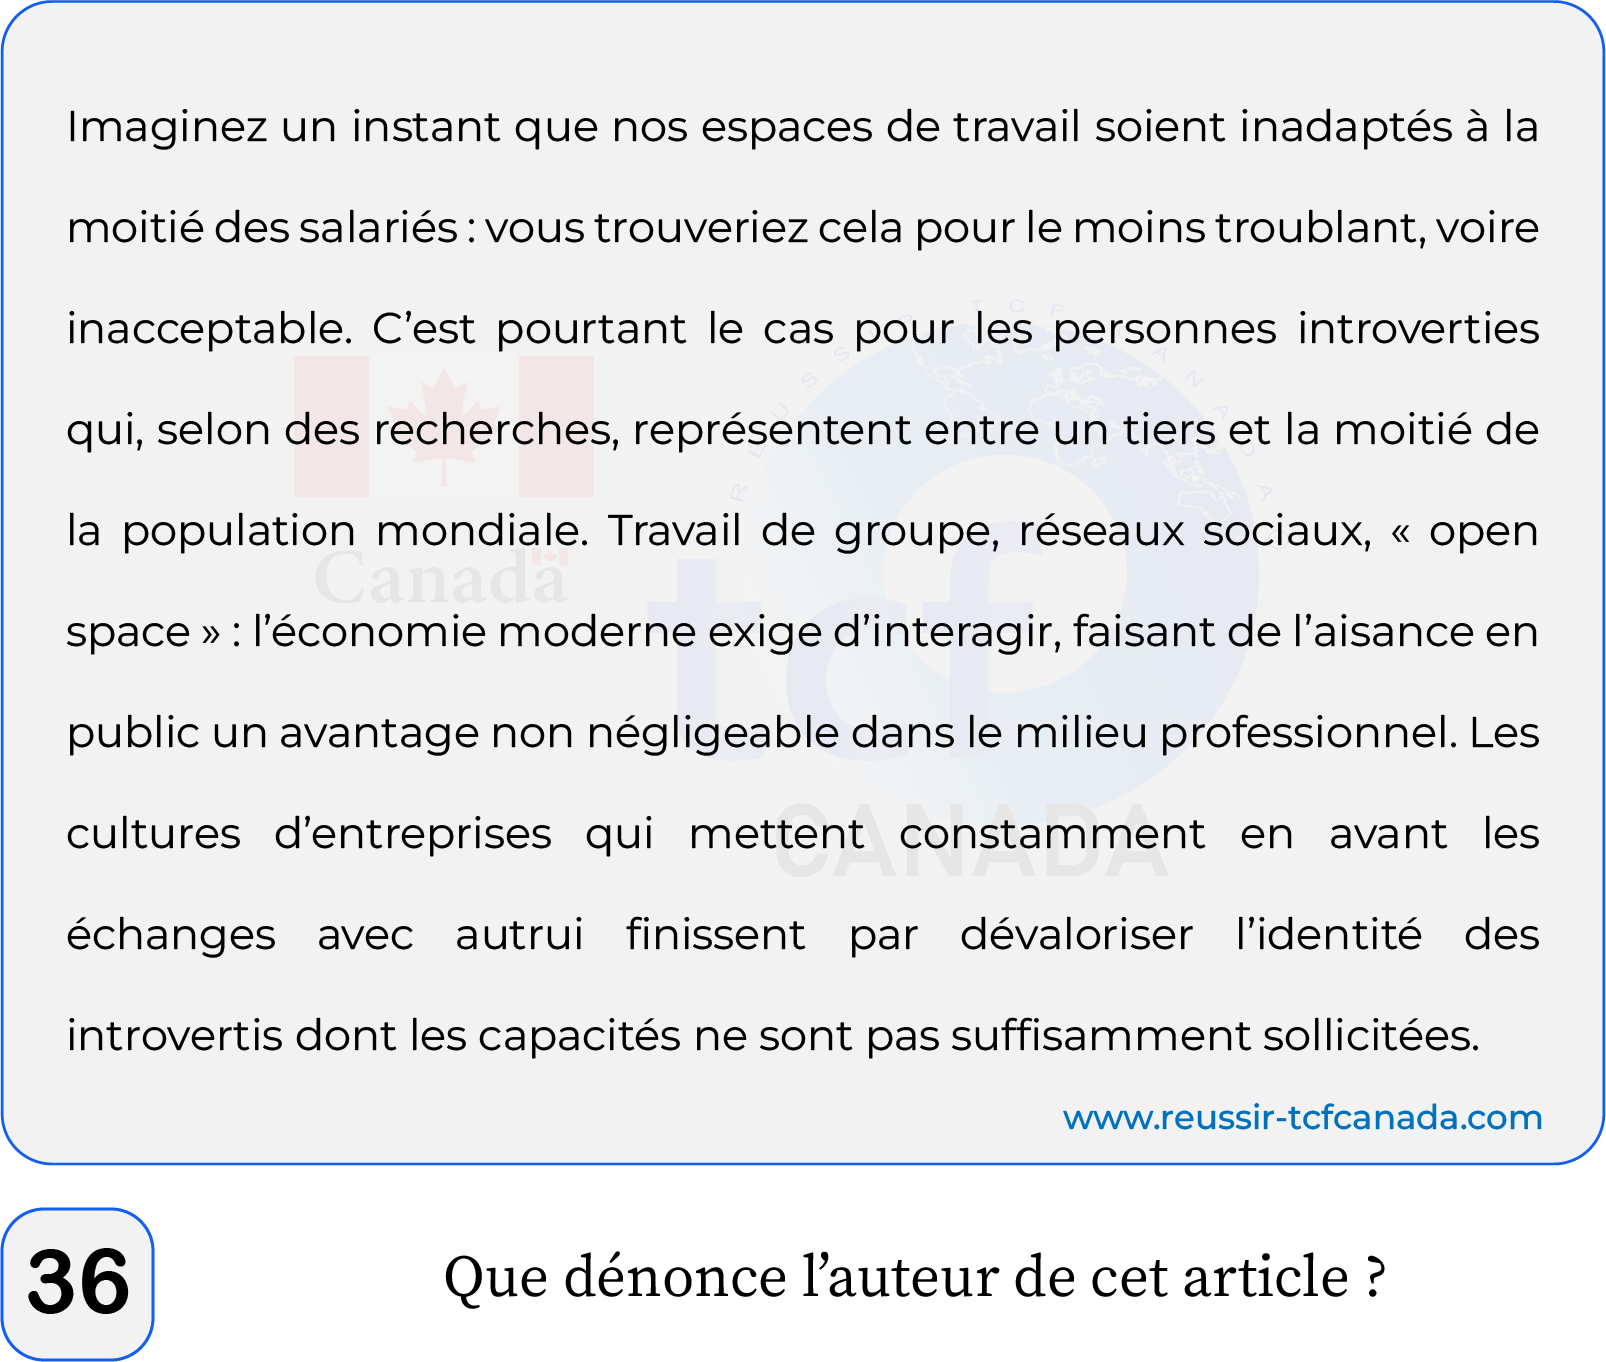 Imaginez un instant que nos espaces de travail soient inadaptés à la
moitié des salariés : vous trouveriez cela pour le moins troublant, voire
inacceptable. C’est pourtant le cas pour les personnes introverties
qui, selon des recherches, représentent entre un tiers et la moitié de
la population mondiale. Travail de groupe, réseaux sociaux, « open
space » : l’économie moderne exige d’interagir, faisant de l’aisance en
public un avantage non négligeable dans le milieu professionnel. Les
cultures d’entreprises qui mettent constamment en avant les
échanges avec autrui finissent par dévaloriser l’identité des
introvertis dont les capacités ne sont pas suffisamment sollicitées.
REUSSIR TCF CANADA
Canada
tcf
CANADA
www.reussir-tcfcanada.com
36
Que dénonce l’auteur de cet article ?